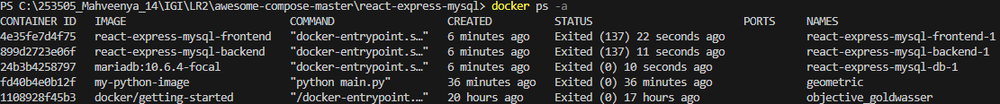 PS C:\253505_Mahveenya_14\IGI\LR2\awesome-compose-master\react-express-mysql> docker ps -a
CONTAINER ID   IMAGE                          COMMAND                  CREATED          STATUS                        PORTS     NAMES
4e35fe7d4f75   react-express-mysql-frontend   "docker-entrypoint.s…"   6 minutes ago    Exited (137) 22 seconds ago             react-express-mysql-frontend-1
899d2723e06f   react-express-mysql-backend    "docker-entrypoint.s…"   6 minutes ago    Exited (137) 11 seconds ago             react-express-mysql-backend-1
24b3b4258797   mariadb:10.6.4-focal           "docker-entrypoint.s…"   6 minutes ago    Exited (0) 10 seconds ago               react-express-mysql-db-1
fd40b4e0b12f   my-python-image                "python main.py"         36 minutes ago   Exited (0) 36 minutes ago               geometric
1108928f45b3   docker/getting-started         "/docker-entrypoint.…"   20 hours ago     Exited (0) 17 hours ago                 objective_goldwasser